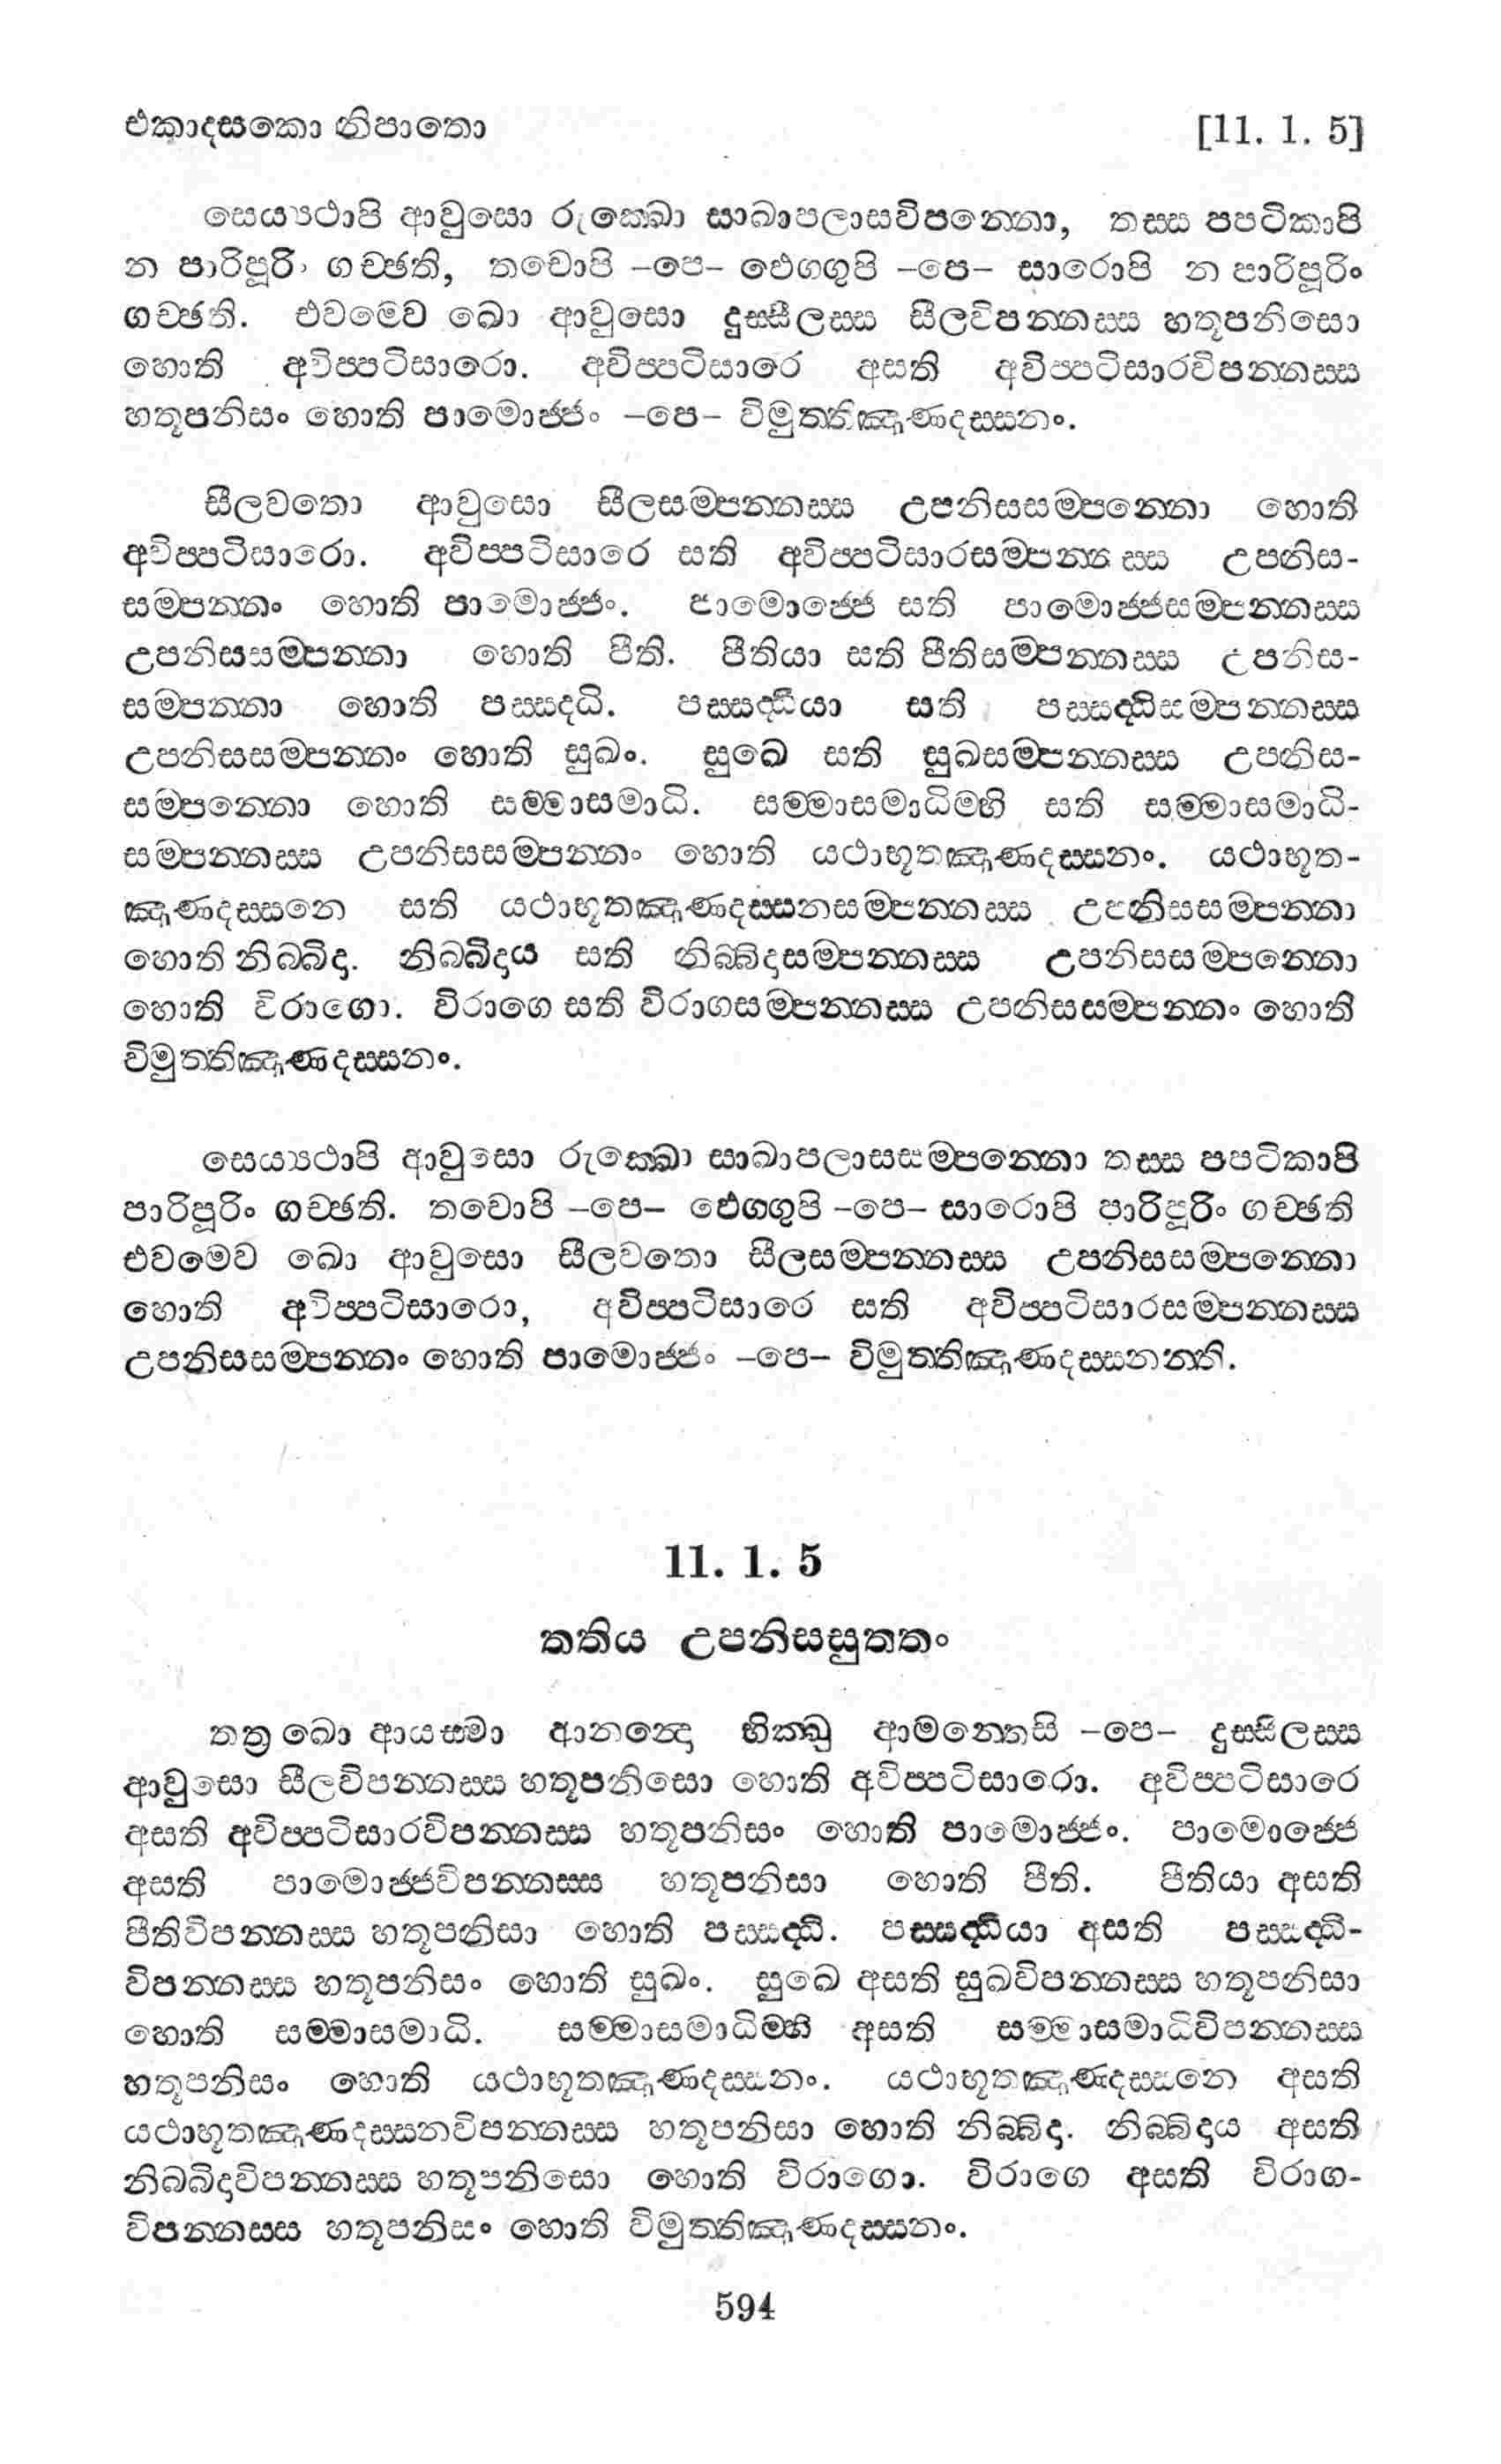 එකාදසකො නිපාතො [11. 1. 5]
සෙය්‍යථාපි ආවුසො රුක්ඛො සාඛාපලාසවිපන්නො, තස්ස පපටිකාපි
න පාරිපූරිං ගච්ඡති, තචොපි –පෙ– ඵෙග්ගුපි –පෙ– සාරොපි න පාරිපූරිං
ගච්ඡති. එවමෙව ඛො ආවුසො දුස්සීලස්ස සීලවිපන්නස්ස හතූපනිසො
හොති අවිප්පටිසාරො. අවිප්පටිසාරෙ අසති අවිප්පටිසාරවිපන්නස්ස
හතූපනිසං හොති පාමොජ්ජං –පෙ– විමුත්තිඤාණදස්සනං.
සීලවතො ආවුසො සීලසම්පන්නස්ස උපනිසසම්පන්නො හොති
අවිප්පටිසාරො. අවිප්පටිසාරෙ සති අවිප්පටිසාරසම්පන්නස්ස උපනිස-
සම්පන්නං හොති පාමොජ්ජං. පාමොජ්ජෙ සති පාමොජ්ජසම්පන්නස්ස
උපනිසසම්පන්නා හොති පීති. පීතියා සති පීතිසම්පන්නස්ස උපනිස-
සම්පන්නා හොති පස්සද්ධි. පස්සද්ධියා සති පස්සද්ධිසම්පන්නස්ස
උපනිසසම්පන්නං හොති සුඛං. සුඛෙ සති සුඛසම්පන්නස්ස උපනිස-
සම්පන්නො හොති සම්මාසමාධි. සම්මාසමාධිම්හි සති සම්මාසමාධි-
සම්පන්නස්ස උපනිසසම්පන්නං හොති යථාභූතඤාණදස්සනං. යථාභූත-
ඤාණදස්සනෙ සති යථාභූතඤාණදස්සනසම්පන්නස්ස උපනිසසම්පන්නා
හොති නිබ්බිදා. නිබ්බිදාය සති නිබ්බිදාසම්පන්නස්ස උපනිසසම්පන්නො
හොති විරාගො. විරාගෙ සති විරාගසම්පන්නස්ස උපනිසසම්පන්නං හොති
විමුත්තිඤාණදස්සනං.
සෙය්‍යථාපි ආවුසො රුක්ඛො සාඛාපලාසසම්පන්නො තස්ස පපටිකාපි
පාරිපූරිං ගච්ඡති. තචොපි –පෙ– ඵෙග්ගුපි –පෙ– සාරොපි පාරිපූරිං ගච්ඡති
එවමෙව ඛො ආවුසො සීලවතො සීලසම්පන්නස්ස උපනිසසම්පන්නො
හොති අවිප්පටිසාරො, අවිප්පටිසාරෙ සති අවිප්පටිසාරසම්පන්නස්ස
උපනිසසම්පන්නං හොති පාමොජ්ජං –පෙ– විමුත්තිඤාණදස්සනන්ති.
11. 1. 5
තතිය උපනිසසුත්තං
තත්‍ර ඛො ආයස්මා ආනන්දො භික්ඛූ ආමන්තෙසි –පෙ– දුස්සීලස්ස
ආවුසො සීලවිපන්නස්ස හතූපනිසො හොති අවිප්පටිසාරො. අවිප්පටිසාරෙ
අසති අවිප්පටිසාරවිපන්නස්ස හතූපනිසං හොති පාමොජ්ජං. පාමොජ්ජෙ
අසති පාමොජ්ජවිපන්නස්ස හතූපනිසා හොති පීති. පීතියා අසති
පීතිවිපන්නස්ස හතූපනිසා හොති පස්සද්ධි. පස්සද්ධියා අසති පස්සද්ධි-
විපන්නස්ස හතූපනිසං හොති සුඛං. සුඛෙ අසති සුඛවිපන්නස්ස හතූපනිසා
හොති සම්මාසමාධි. සම්මාසමාධිම්හි අසති සම්මාසමාධිවිපන්නස්ස
හතූපනිසං හොති යථාභූතඤාණදස්සනං. යථාභූතඤාණදස්සනෙ අසති
යථාභූතඤාණදස්සනවිපන්නස්ස හතූපනිසා හොති නිබ්බිදා. නිබ්බිදාය අසති
නිබ්බිදාවිපන්නස්ස හතූපනිසො හොති විරාගො. විරාගෙ අසති විරාග-
විපන්නස්ස හතූපනිසං හොති විමුත්තිඤාණදස්සනං.
594